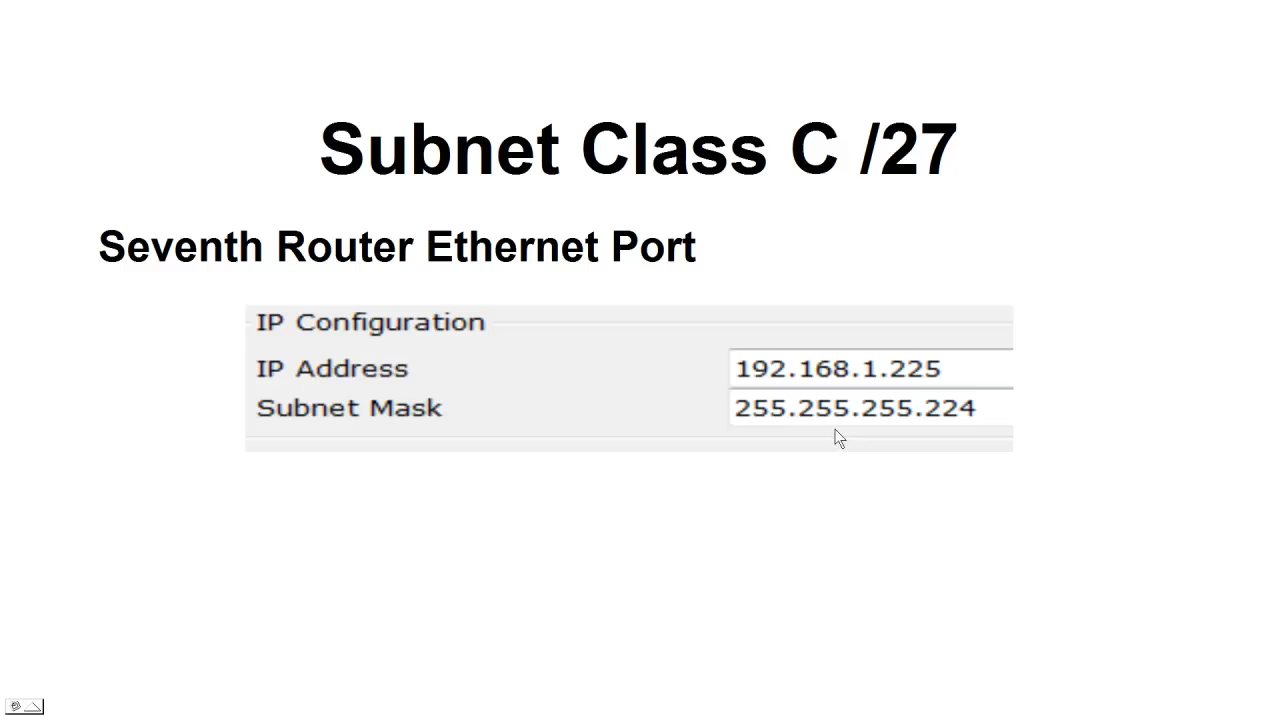 Subnet Class C /27
Seventh Router Ethernet Port
IP Configuration
IP Address 192.168.1.225
Subnet Mask 255.255.255.224